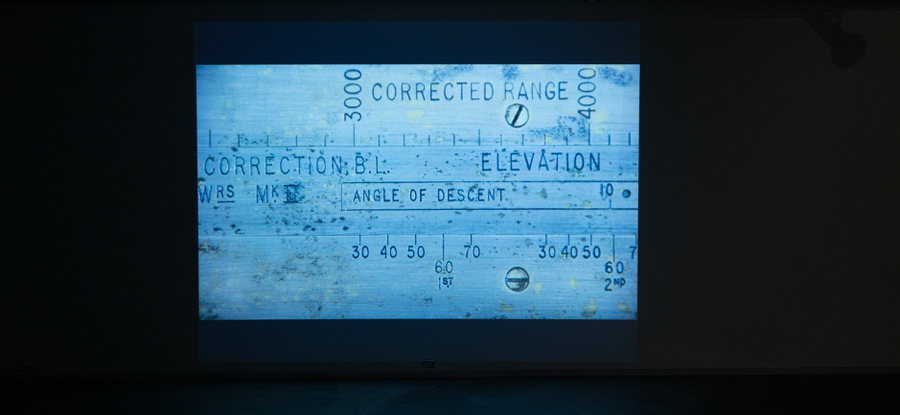 3000 CORRECTED RANGE 4000
CORRECTION. B.L. ELEVATION
WRS MK
ANGLE OF DESCENT 10
30 40 50 70 30 40 50 7
60 60
1ST 2ND